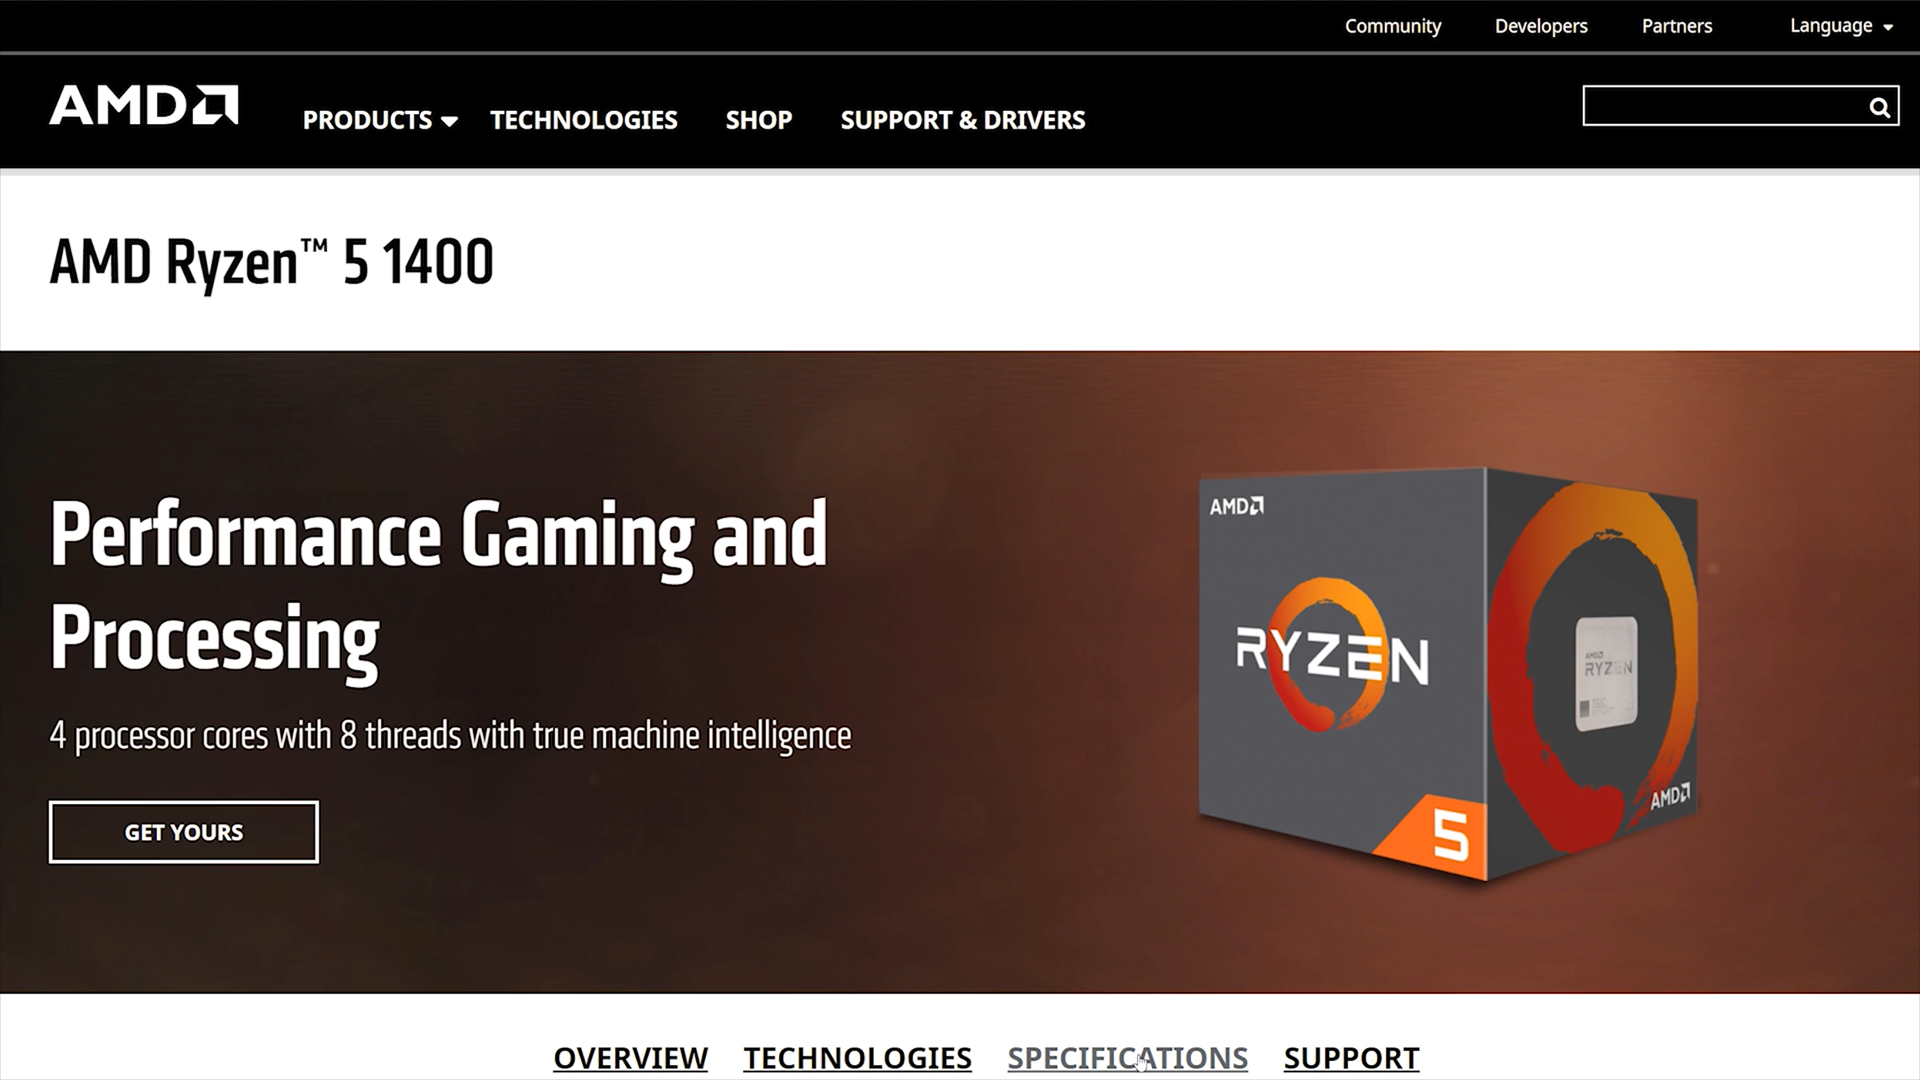 Community Developers Partners Language
AMD PRODUCTS TECHNOLOGIES SHOP SUPPORT & DRIVERS
AMD Ryzen™ 5 1400
Performance Gaming and
Processing
4 processor cores with 8 threads with true machine intelligence
GET YOURS
AMD
RYZEN
5
AMD
RYZEN
AMD
OVERVIEW TECHNOLOGIES SPECIFICATIONS SUPPORT